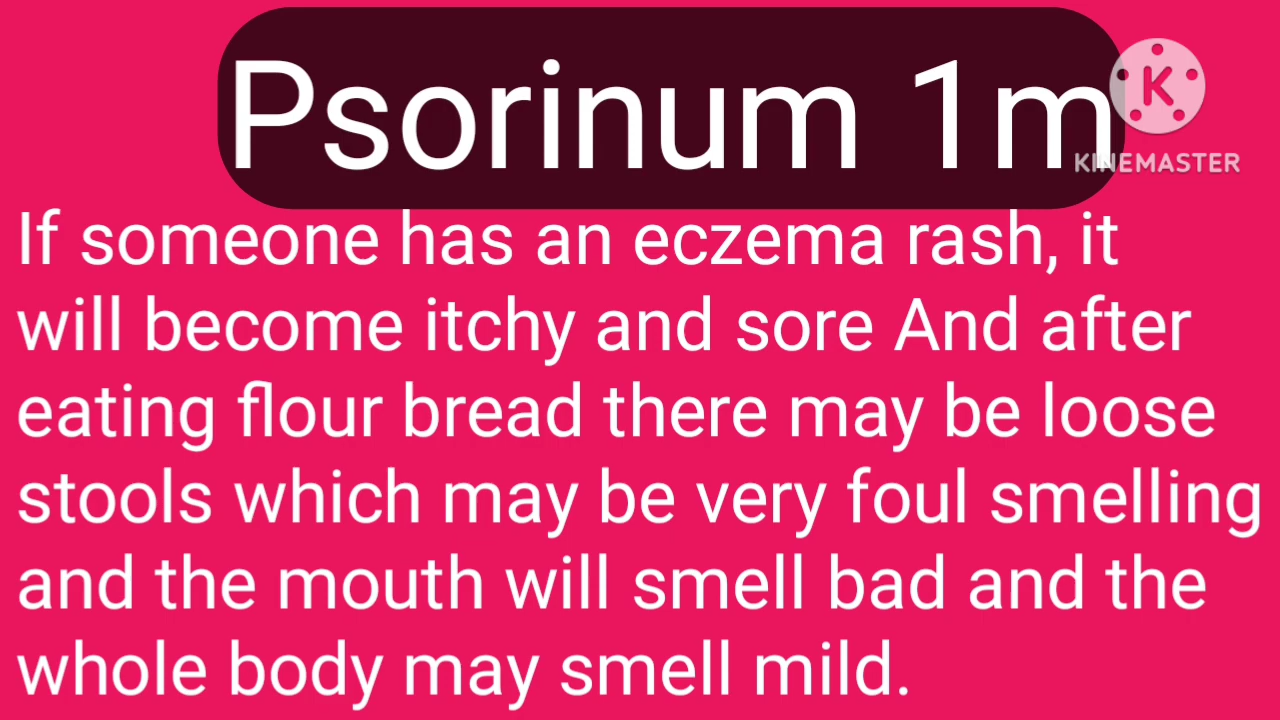 Psorinum 1m
K
KINEMASTER
If someone has an eczema rash, it
will become itchy and sore And after
eating flour bread there may be loose
stools which may be very foul smelling
and the mouth will smell bad and the
whole body may smell mild.